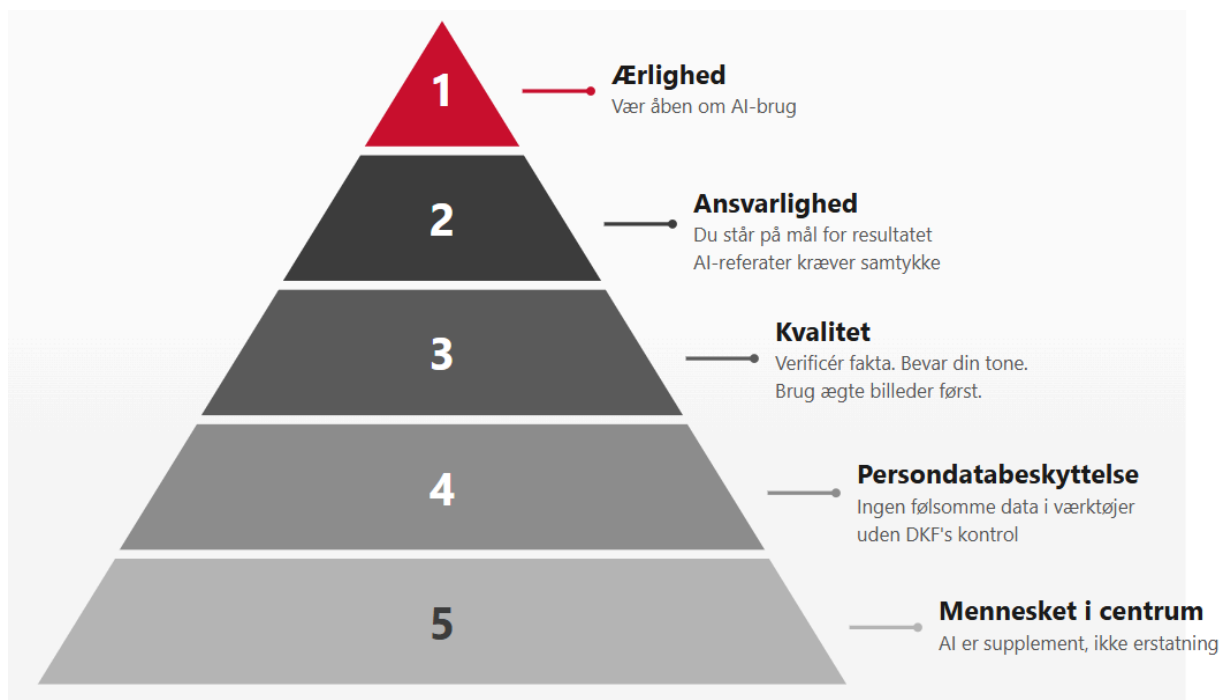 1
Ærlighed
Vær åben om AI-brug
2
Ansvarlighed
Du står på mål for resultatet
AI-referater kræver samtykke
3
Kvalitet
Verificér fakta. Bevar din tone.
Brug ægte billeder først.
4
Persondatabeskyttelse
Ingen følsomme data i værktøjer
uden DKF's kontrol
5
Mennesket i centrum
AI er supplement, ikke erstatning